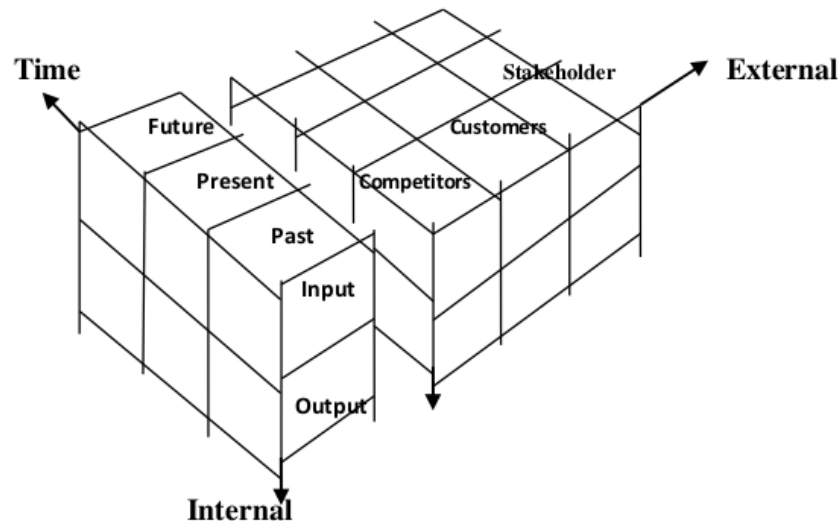 Time
External
Stakeholder
Future
Customers
Present
Competitors
Past
Input
Output
Internal